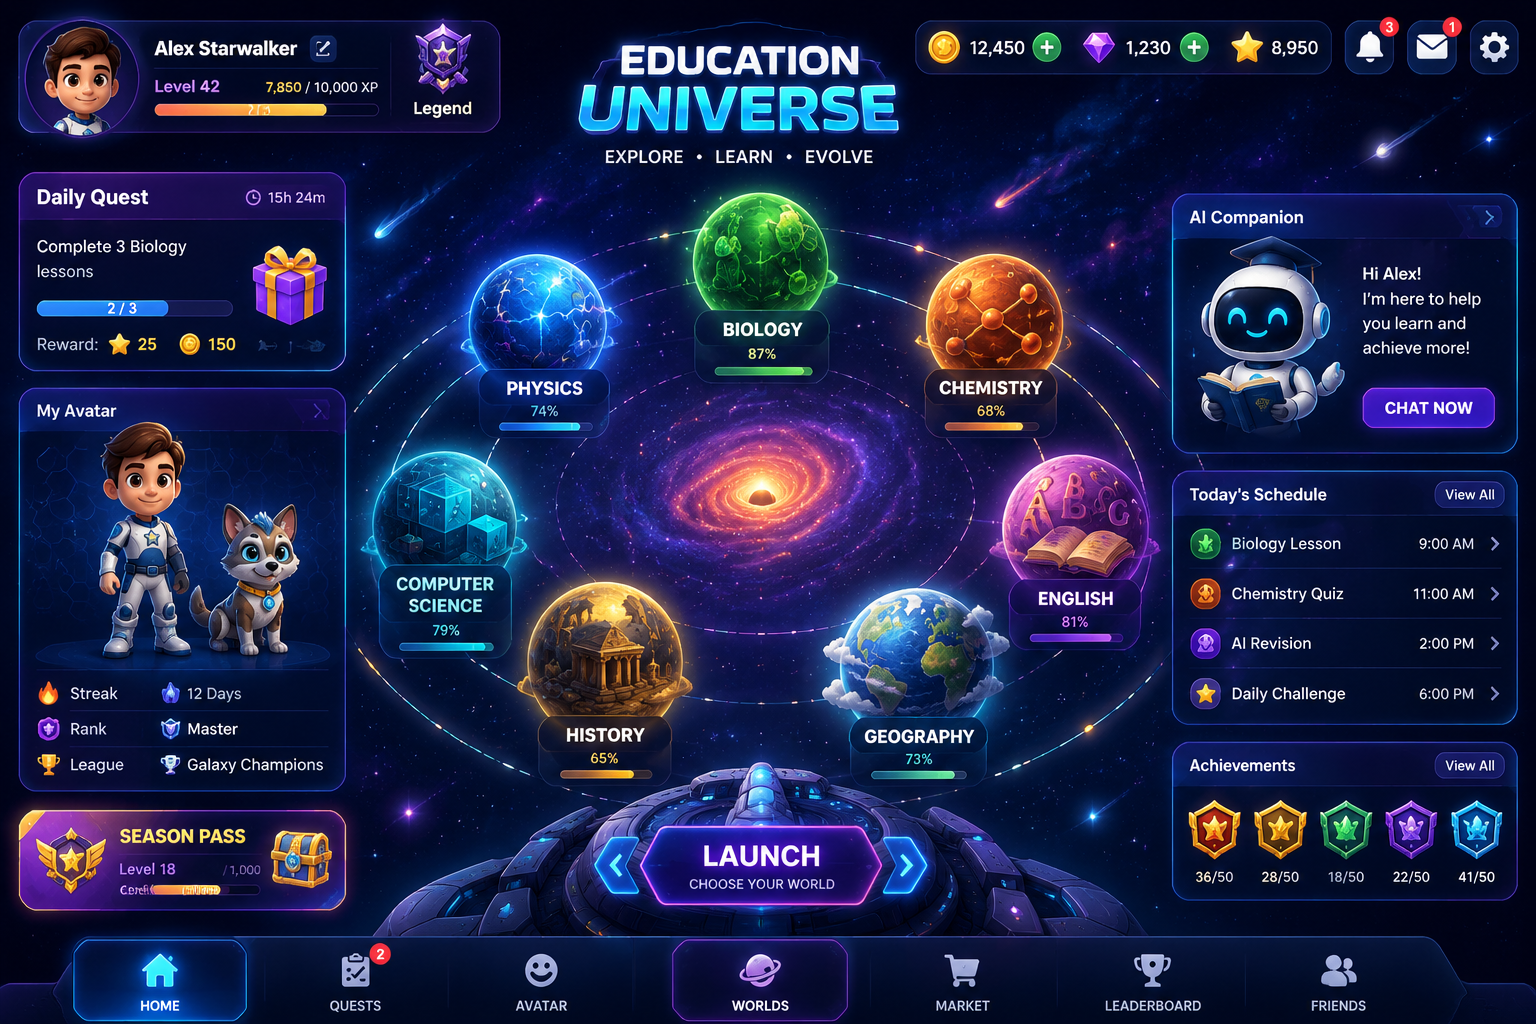 Alex Starwalker
Level 42
7,850 / 10,000 XP
Legend
EDUCATION
UNIVERSE
EXPLORE • LEARN • EVOLVE
12,450
1,230
8,950
3
1
Daily Quest
15h 24m
Complete 3 Biology
lessons
2 / 3
Reward: 25 150
My Avatar
Streak 12 Days
Rank Master
League Galaxy Champions
SEASON PASS
Level 18 / 1,000
BIOLOGY
87%
PHYSICS
74%
CHEMISTRY
68%
COMPUTER
SCIENCE
79%
A B C G
ENGLISH
81%
HISTORY
65%
GEOGRAPHY
73%
LAUNCH
CHOOSE YOUR WORLD
AI Companion
Hi Alex!
I'm here to help
you learn and
achieve more!
CHAT NOW
Today's Schedule View All
Biology Lesson 9:00 AM
Chemistry Quiz 11:00 AM
AI Revision 2:00 PM
Daily Challenge 6:00 PM
Achievements View All
36/50 28/50 18/50 22/50 41/50
HOME
QUESTS
2
AVATAR
WORLDS
MARKET
LEADERBOARD
FRIENDS